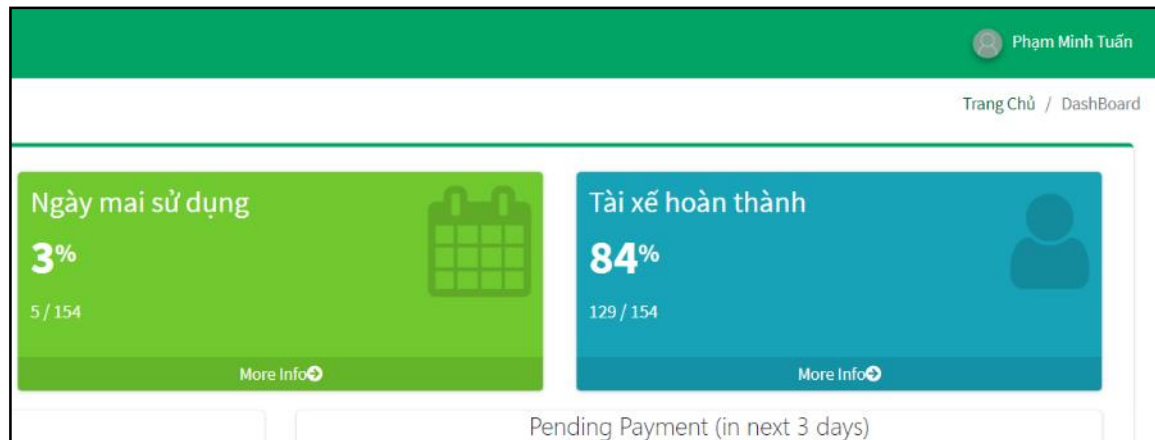 Phạm Minh Tuấn
Trang Chủ / DashBoard
Ngày mai sử dụng
3%
5 / 154
More Info
Tài xế hoàn thành
84%
129 / 154
More Info
Pending Payment (in next 3 days)